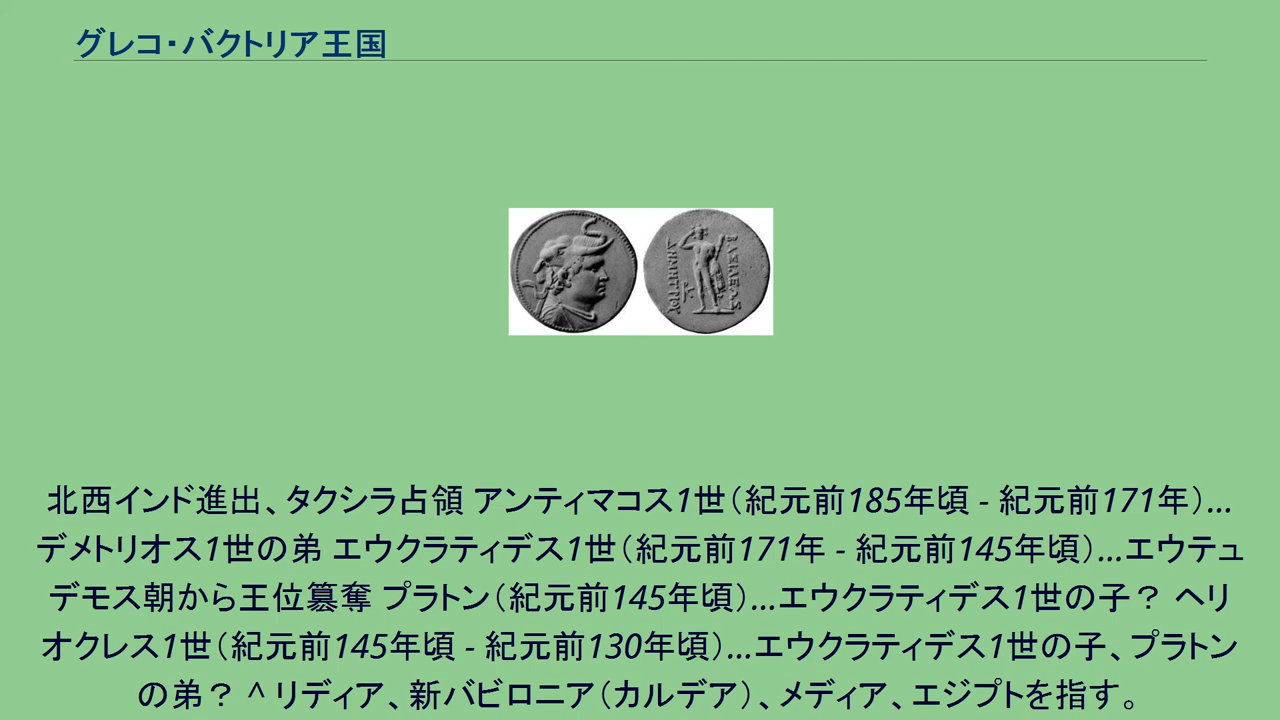 グレコ・バクトリア王国
ΒΑΣΙΛΕΩΣ
ΔΗΜΗΤΡΙΟΥ
北西インド進出、タクシラ占領 アンティマコス1世（紀元前185年頃 - 紀元前171年）...
デメトリオス1世の弟 エウクラティデス1世（紀元前171年 - 紀元前145年頃）...エウテュ
デモス朝から王位簒奪 プラトン（紀元前145年頃）...エウクラティデス1世の子？ ヘリ
オクレス1世（紀元前145年頃 - 紀元前130年頃）...エウクラティデス1世の子、プラトン
の弟？ ^ リディア、新バビロニア（カルデア）、メディア、エジプトを指す。